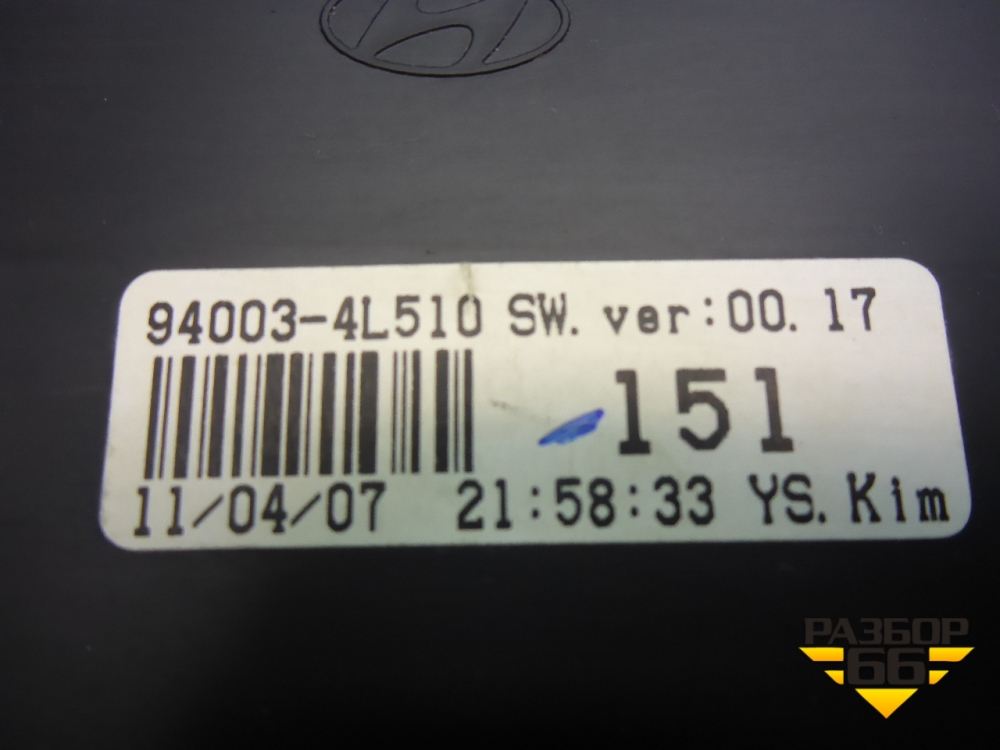 94003-4L510 SW. ver:00. 17
151
11/04/07 21:58:33 YS. Kim
РАЗБОР
66